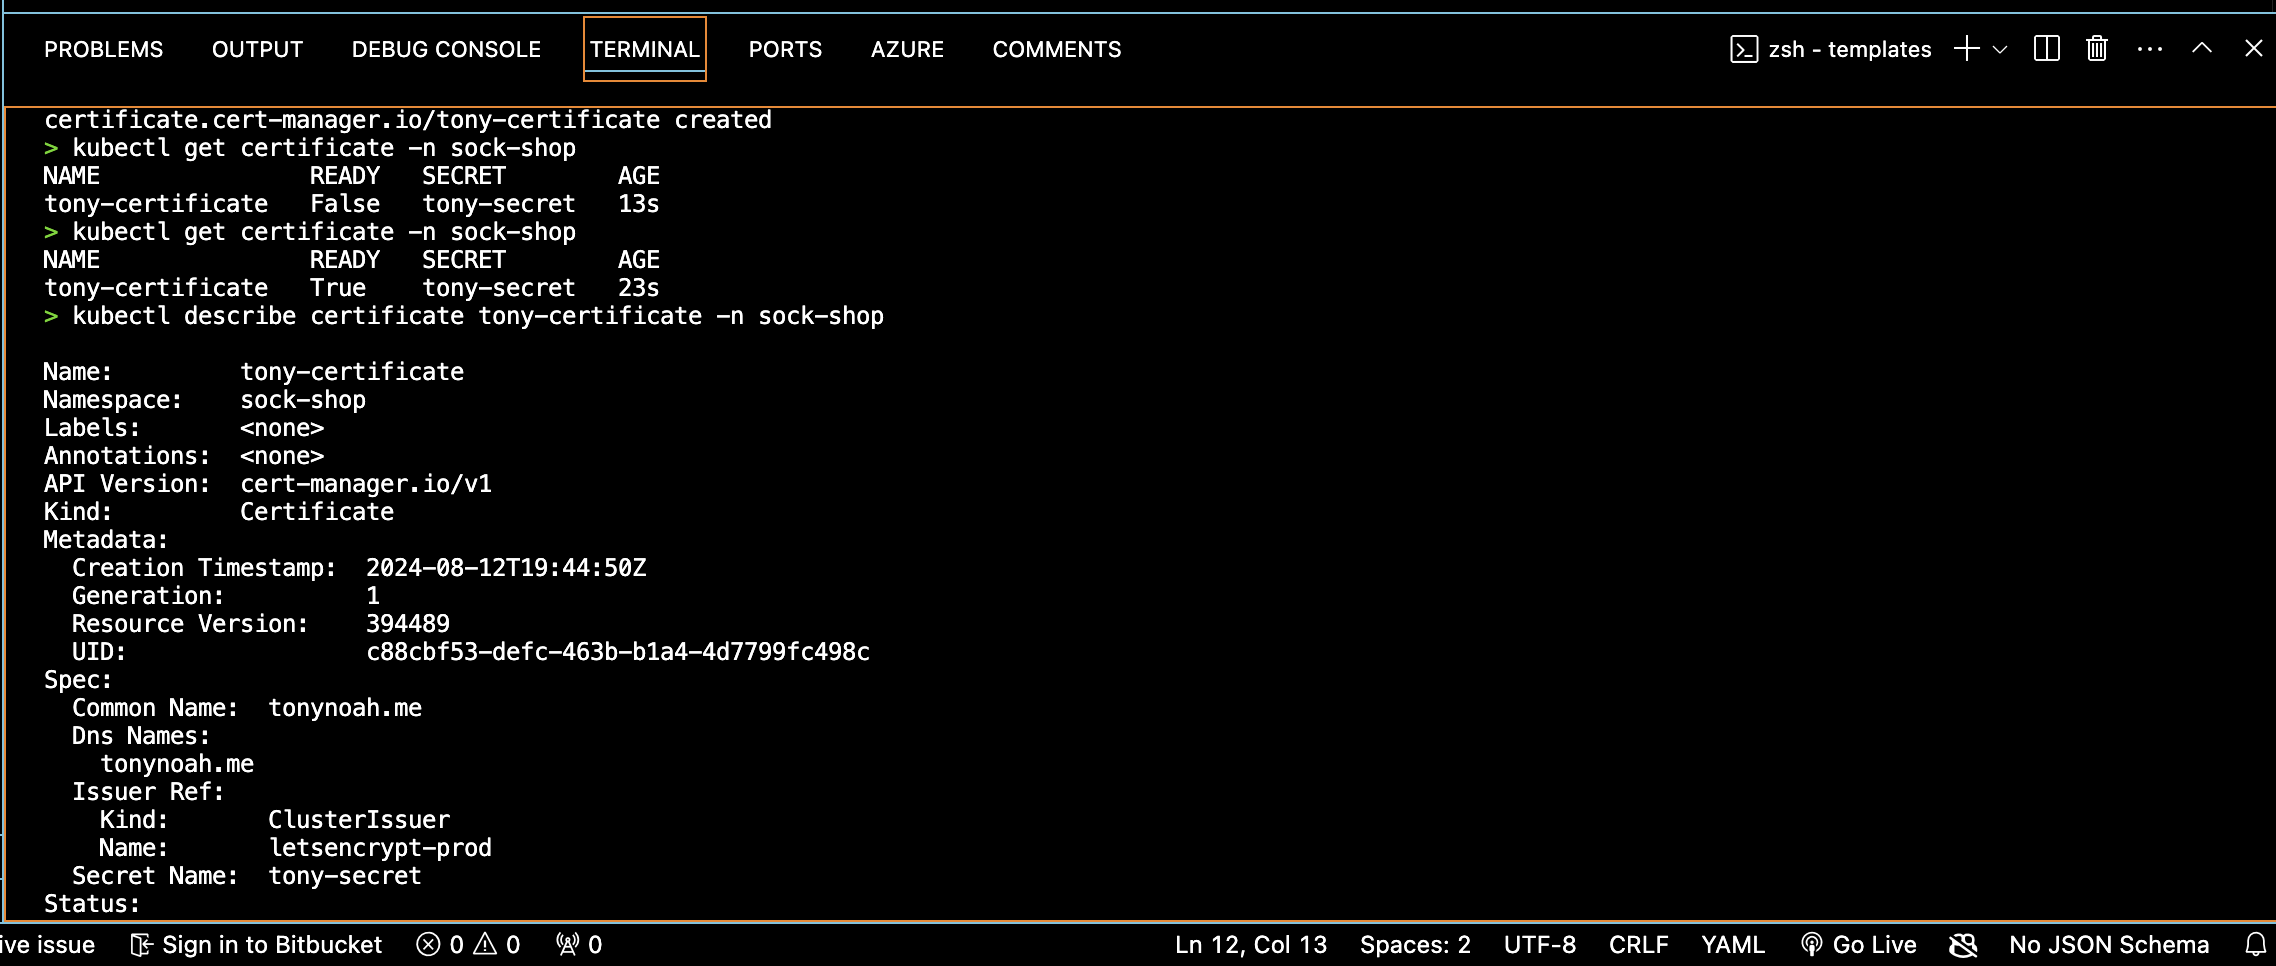 PROBLEMS OUTPUT DEBUG CONSOLE TERMINAL PORTS AZURE COMMENTS zsh - templates
certificate.cert-manager.io/tony-certificate created
> kubectl get certificate -n sock-shop
NAME READY SECRET AGE
tony-certificate False tony-secret 13s
> kubectl get certificate -n sock-shop
NAME READY SECRET AGE
tony-certificate True tony-secret 23s
> kubectl describe certificate tony-certificate -n sock-shop
Name: tony-certificate
Namespace: sock-shop
Labels: <none>
Annotations: <none>
API Version: cert-manager.io/v1
Kind: Certificate
Metadata:
Creation Timestamp: 2024-08-12T19:44:50Z
Generation: 1
Resource Version: 394489
UID: c88cbf53-defc-463b-b1a4-4d7799fc498c
Spec:
Common Name: tonynoah.me
Dns Names:
tonynoah.me
Issuer Ref:
Kind: ClusterIssuer
Name: letsencrypt-prod
Secret Name: tony-secret
Status:
ive issue Sign in to Bitbucket 0 0 0 Ln 12, Col 13 Spaces: 2 UTF-8 CRLF YAML Go Live No JSON Schema